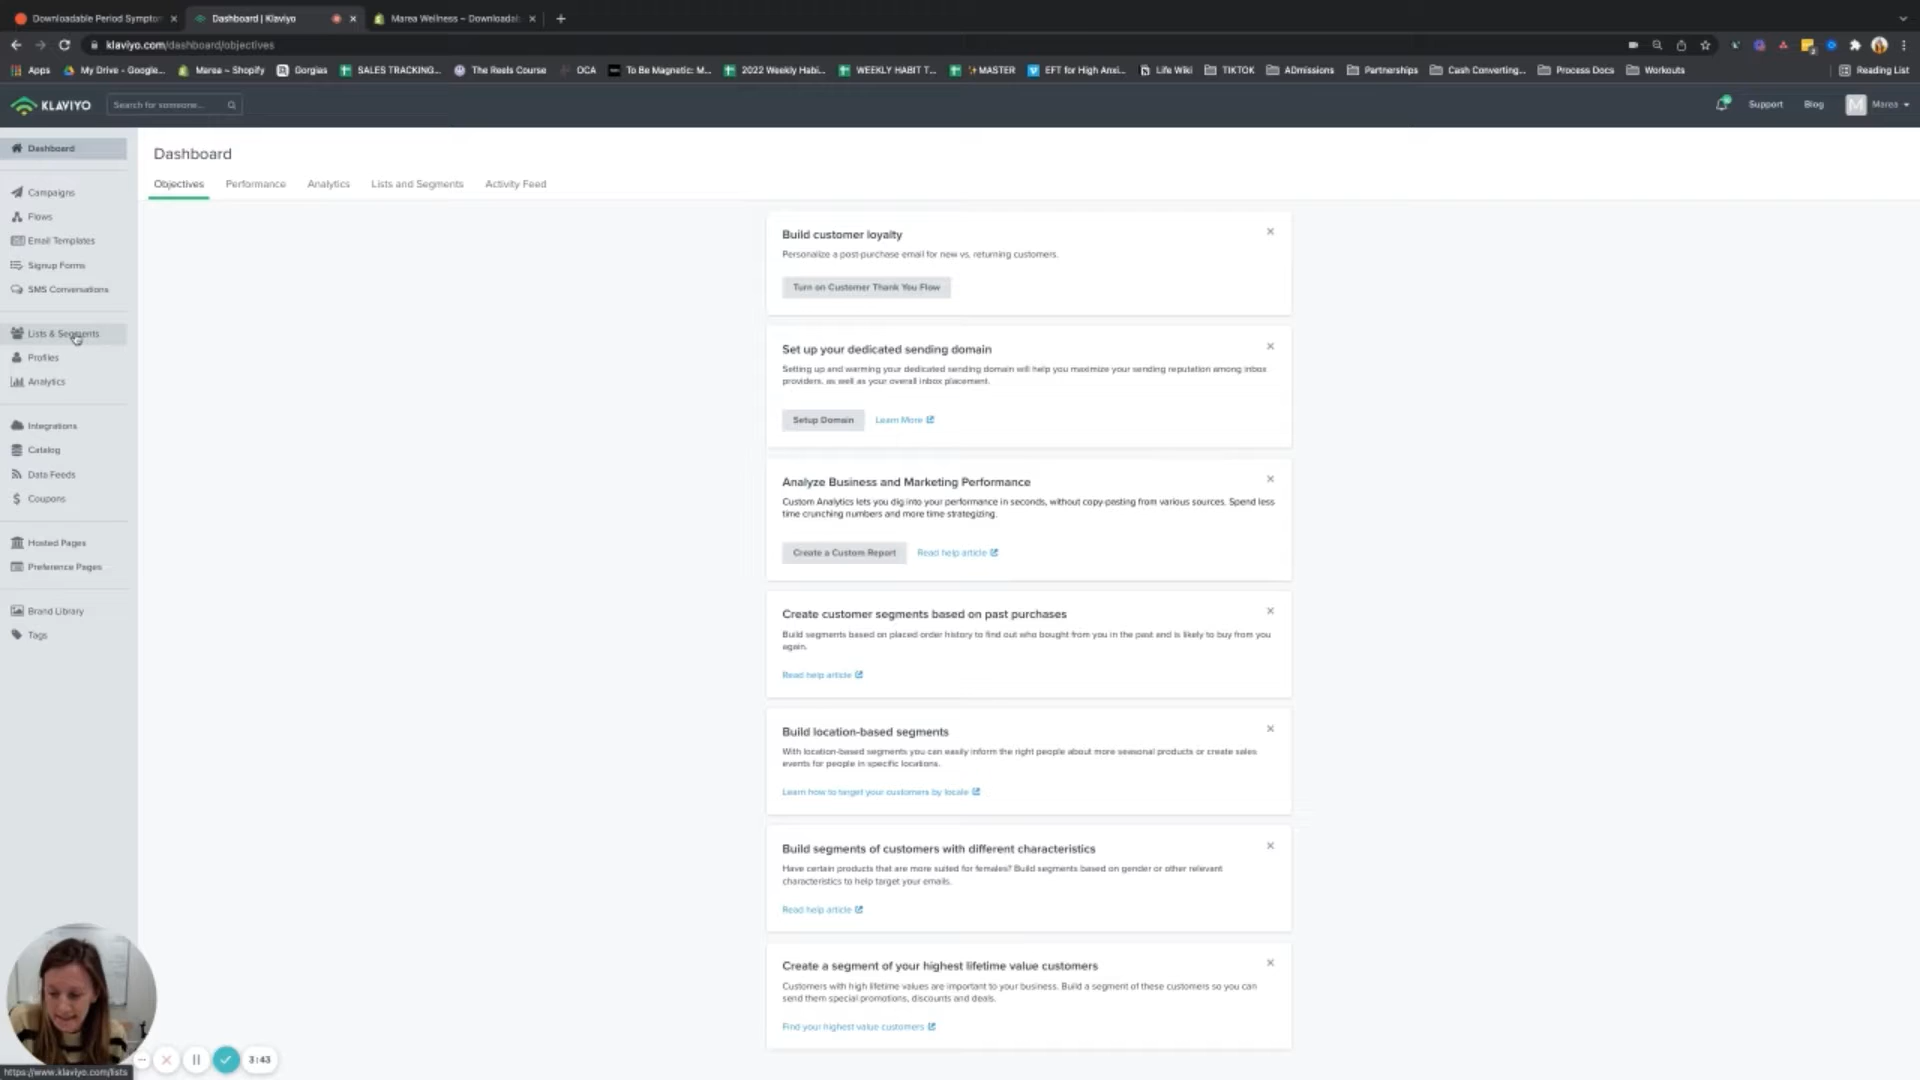 Downloadable Period Symptom
Dashboard | Klaviyo
Marea Wellness ~ Downloadab
klaviyo.com/dashboard/objectives
Apps
My Drive - Google...
Marea ~ Shopify
Gorgias
SALES TRACKING...
The Reels Course
OCA
To Be Magnetic: M...
2022 Weekly Habi...
WEEKLY HABIT T...
MASTER
EFT for High Anxi...
Life Wiki
TIKTOK
ADmissions
Partnerships
Cash Converting...
Process Docs
Workouts
Reading List
KLAVIYO
Search for someone...
Support
Blog
M
Marea
Dashboard
Campaigns
Flows
Email Templates
Signup Forms
SMS Conversations
Lists & Segments
Profiles
Analytics
Integrations
Catalog
Data Feeds
Coupons
Hosted Pages
Preference Pages
Brand Library
Tags
Dashboard
Objectives
Performance
Analytics
Lists and Segments
Activity Feed
Build customer loyalty
Personalize a post-purchase email for new vs. returning customers.
Turn on Customer Thank You Flow
Set up your dedicated sending domain
Setting up and warming your dedicated sending domain will help you maximize your sending reputation among inbox
providers, as well as your overall inbox placement.
Setup Domain
Learn More
Analyze Business and Marketing Performance
Custom Analytics lets you dig into your performance in seconds, without copy-pasting from various sources. Spend less
time crunching numbers and more time strategizing.
Create a Custom Report
Read help article
Create customer segments based on past purchases
Build segments based on placed order history to find out who bought from you in the past and is likely to buy from you
again.
Read help article
Build location-based segments
With location-based segments you can easily inform the right people about more seasonal products or create sales
events for people in specific locations.
Learn how to target your customers by locale
Build segments of customers with different characteristics
Have certain products that are more suited for females? Build segments based on gender or other relevant
characteristics to help target your emails.
Read help article
Create a segment of your highest lifetime value customers
Customers with high lifetime values are important to your business. Build a segment of these customers so you can
send them special promotions, discounts and deals.
Find your highest value customers
3:43
https://www.klaviyo.com/lists